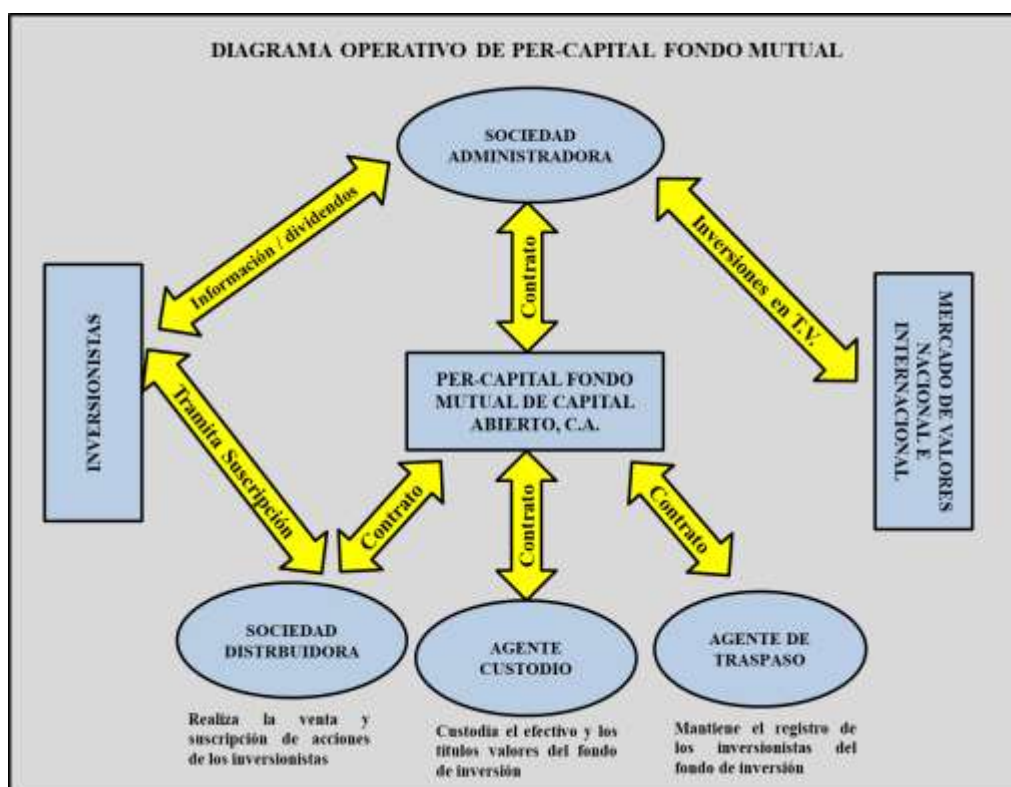 DIAGRAMA OPERATIVO DE PER-CAPITAL FONDO MUTUAL
SOCIEDAD
ADMINISTRADORA
Información / dividendos
Contrato
Inversiones en T.V.
INVERSIONISTAS
MERCADO DE VALORES
NACIONAL E
INTERNACIONAL
PER-CAPITAL FONDO
MUTUAL DE CAPITAL
ABIERTO, C.A.
Tramita Suscripción
Contrato
Contrato
Contrato
SOCIEDAD
DISTRBUIDORA
AGENTE
CUSTODIO
AGENTE DE
TRASPASO
Realiza la venta y
suscripción de acciones
de los inversionistas
Custodia el efectivo y los
títulos valores del fondo
de inversión
Mantiene el registro de
los inversionistas del
fondo de inversión